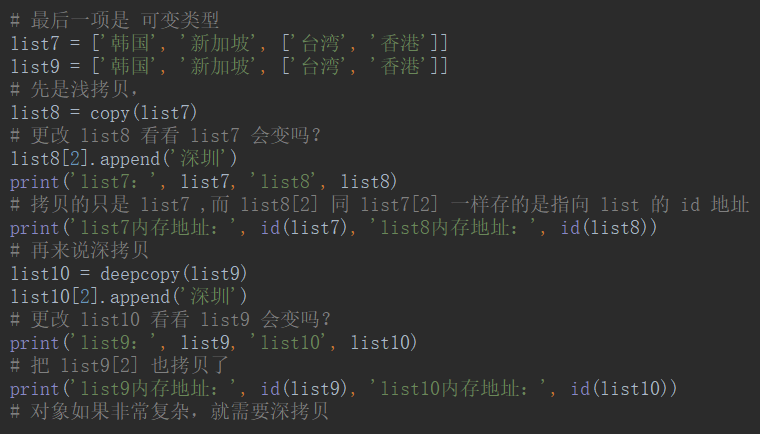 # 最后一项是 可变类型
list7 = ['韩国', '新加坡', ['台湾', '香港']]
list9 = ['韩国', '新加坡', ['台湾', '香港']]
# 先是浅拷贝，
list8 = copy(list7)
# 更改 list8 看看 list7 会变吗？
list8[2].append('深圳')
print('list7：', list7, 'list8', list8)
# 拷贝的只是 list7 ,而 list8[2] 同 list7[2] 一样存的是指向 list 的 id 地址
print('list7内存地址：', id(list7), 'list8内存地址：', id(list8))
# 再来说深拷贝
list10 = deepcopy(list9)
list10[2].append('深圳')
# 更改 list10 看看 list9 会变吗？
print('list9：', list9, 'list10', list10)
# 把 list9[2] 也拷贝了
print('list9内存地址：', id(list9), 'list10内存地址：', id(list10))
# 对象如果非常复杂，就需要深拷贝